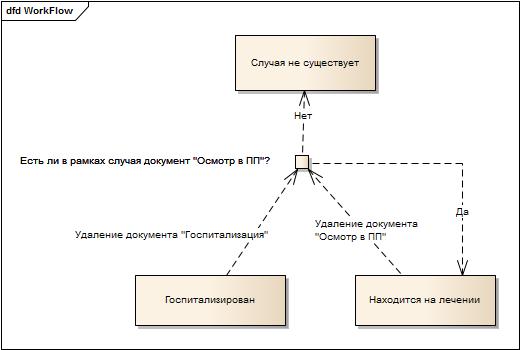 dfd WorkFlow
Случая не существует
Нет
Есть ли в рамках случая документ "Осмотр в ПП"?
Да
Удаление документа "Госпитализация"
Удаление документа
"Осмотр в ПП"
Госпитализирован
Находится на лечении